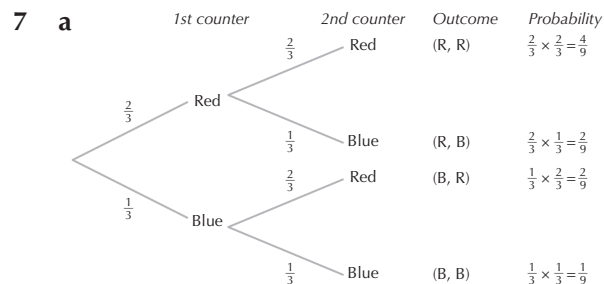 7 a 1st counter 2nd counter Outcome Probability
2/3 Red (R, R) 2/3 × 2/3 = 4/9
2/3 Red
1/3 Blue (R, B) 2/3 × 1/3 = 2/9
2/3 Red (B, R) 1/3 × 2/3 = 2/9
1/3 Blue
1/3 Blue (B, B) 1/3 × 1/3 = 1/9